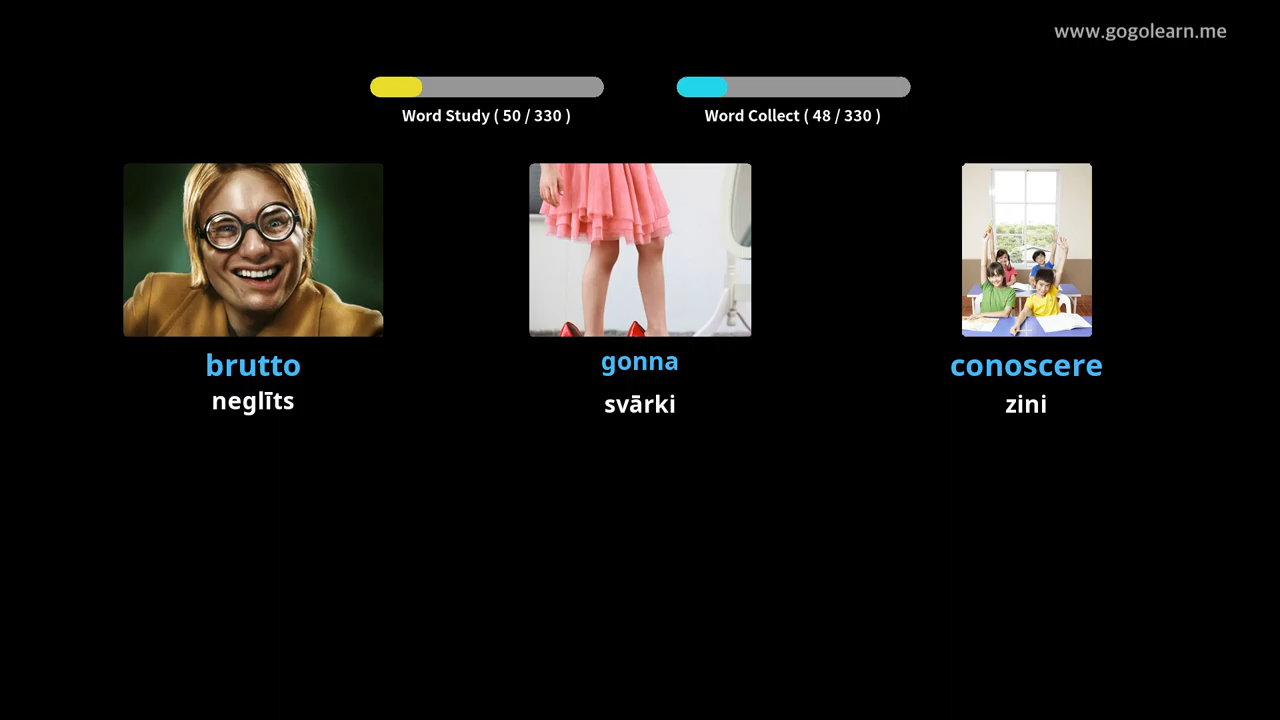 www.gogolearn.me
Word Study ( 50 / 330 )
Word Collect ( 48 / 330 )
brutto
neglīts
gonna
svārki
conoscere
zini